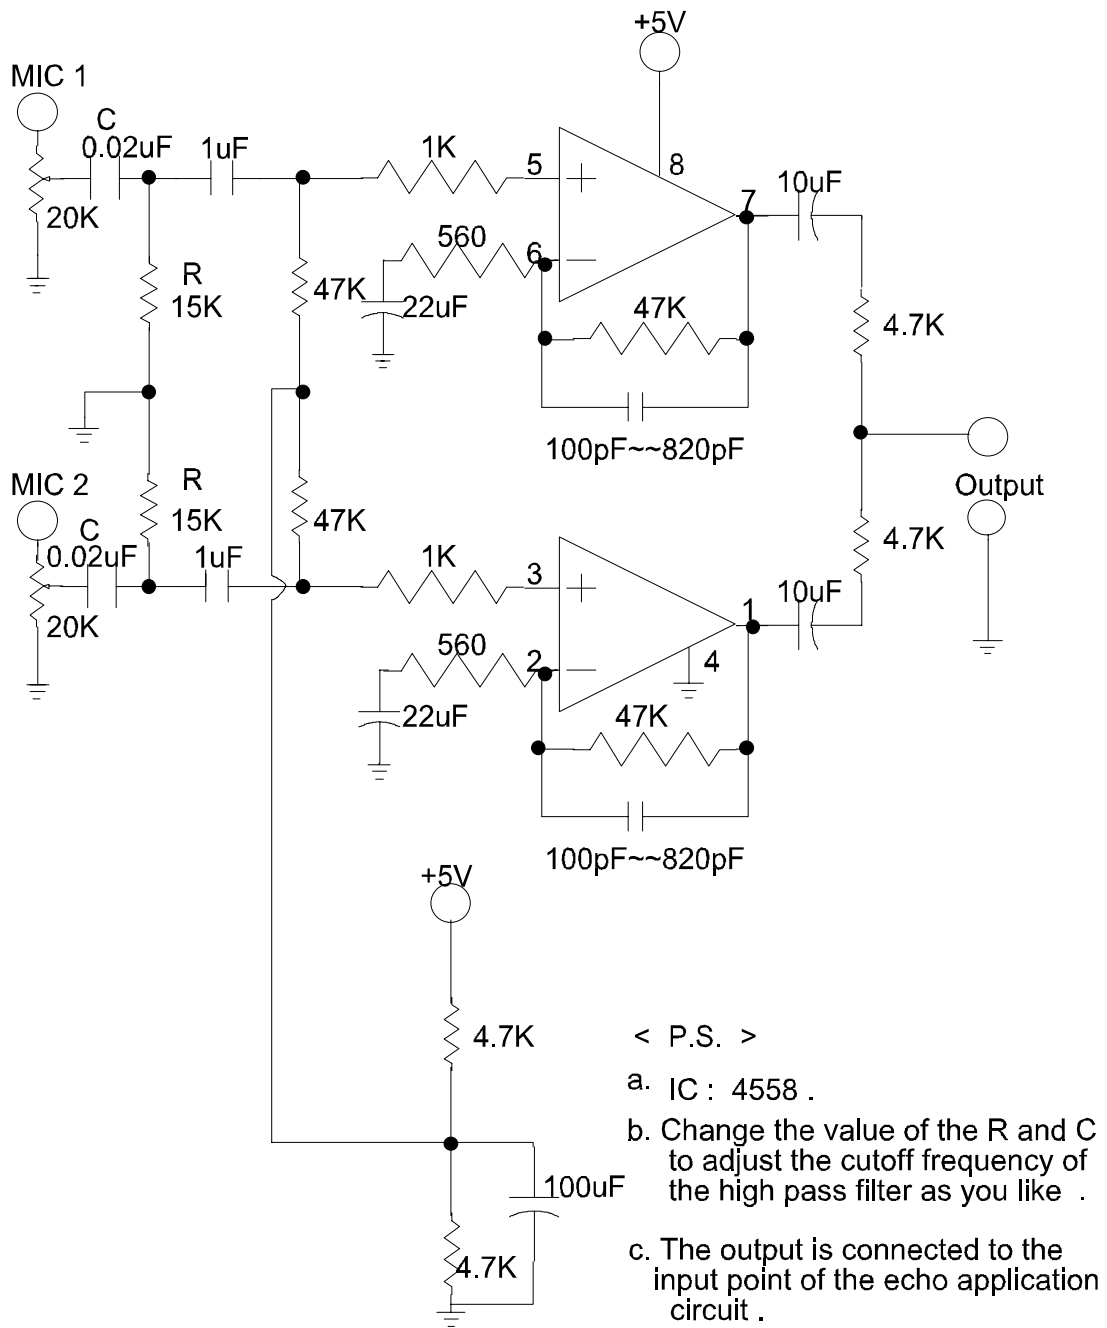 +5V
MIC 1
C
0.02uF
1uF
1K
5
8
10uF
7
20K
560
6
R
15K
47K
22uF
47K
4.7K
100pF~~820pF
MIC 2
R
15K
47K
Output
C
0.02uF
1uF
1K
3
4.7K
10uF
1
20K
560
2
4
22uF
47K
100pF~~820pF
+5V
4.7K
100uF
4.7K
< P.S. >
a. IC : 4558 .
b. Change the value of the R and C
to adjust the cutoff frequency of
the high pass filter as you like .
c. The output is connected to the
input point of the echo application
circuit .